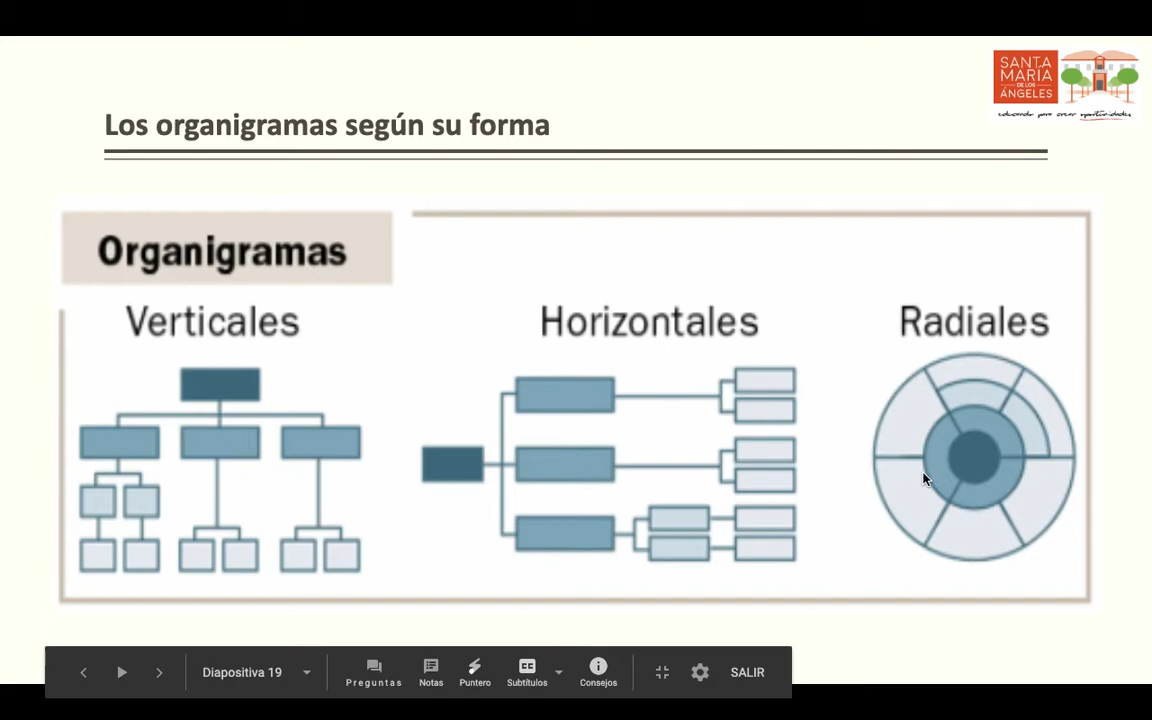 SANTA
MARIA
DE LOS
ÁNGELES
educando para crear oportunidades
Los organigramas según su forma
Organigramas
Verticales
Horizontales
Radiales
Diapositiva 19
Preguntas
Notas
Puntero
CC
Subtítulos
Consejos
SALIR